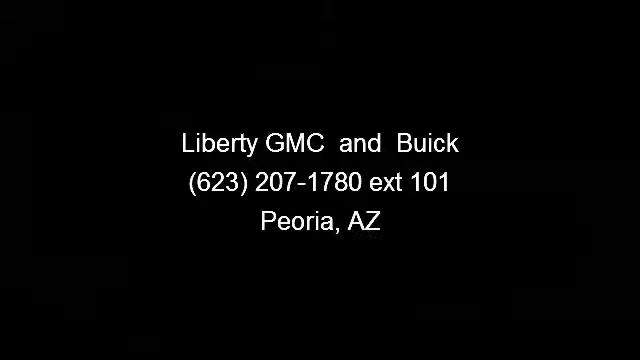 Liberty GMC  and  Buick
(623) 207-1780 ext 101
Peoria, AZ